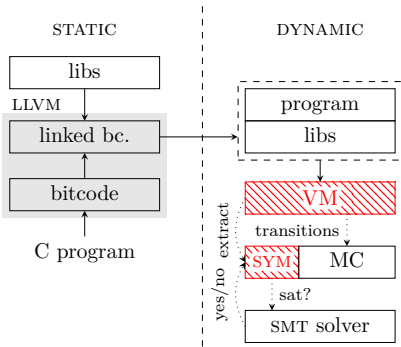 STATIC
DYNAMIC
libs
LLVM
linked bc.
bitcode
C program
program
libs
VM
extract
transitions
SYM
MC
yes/no
sat?
SMT solver